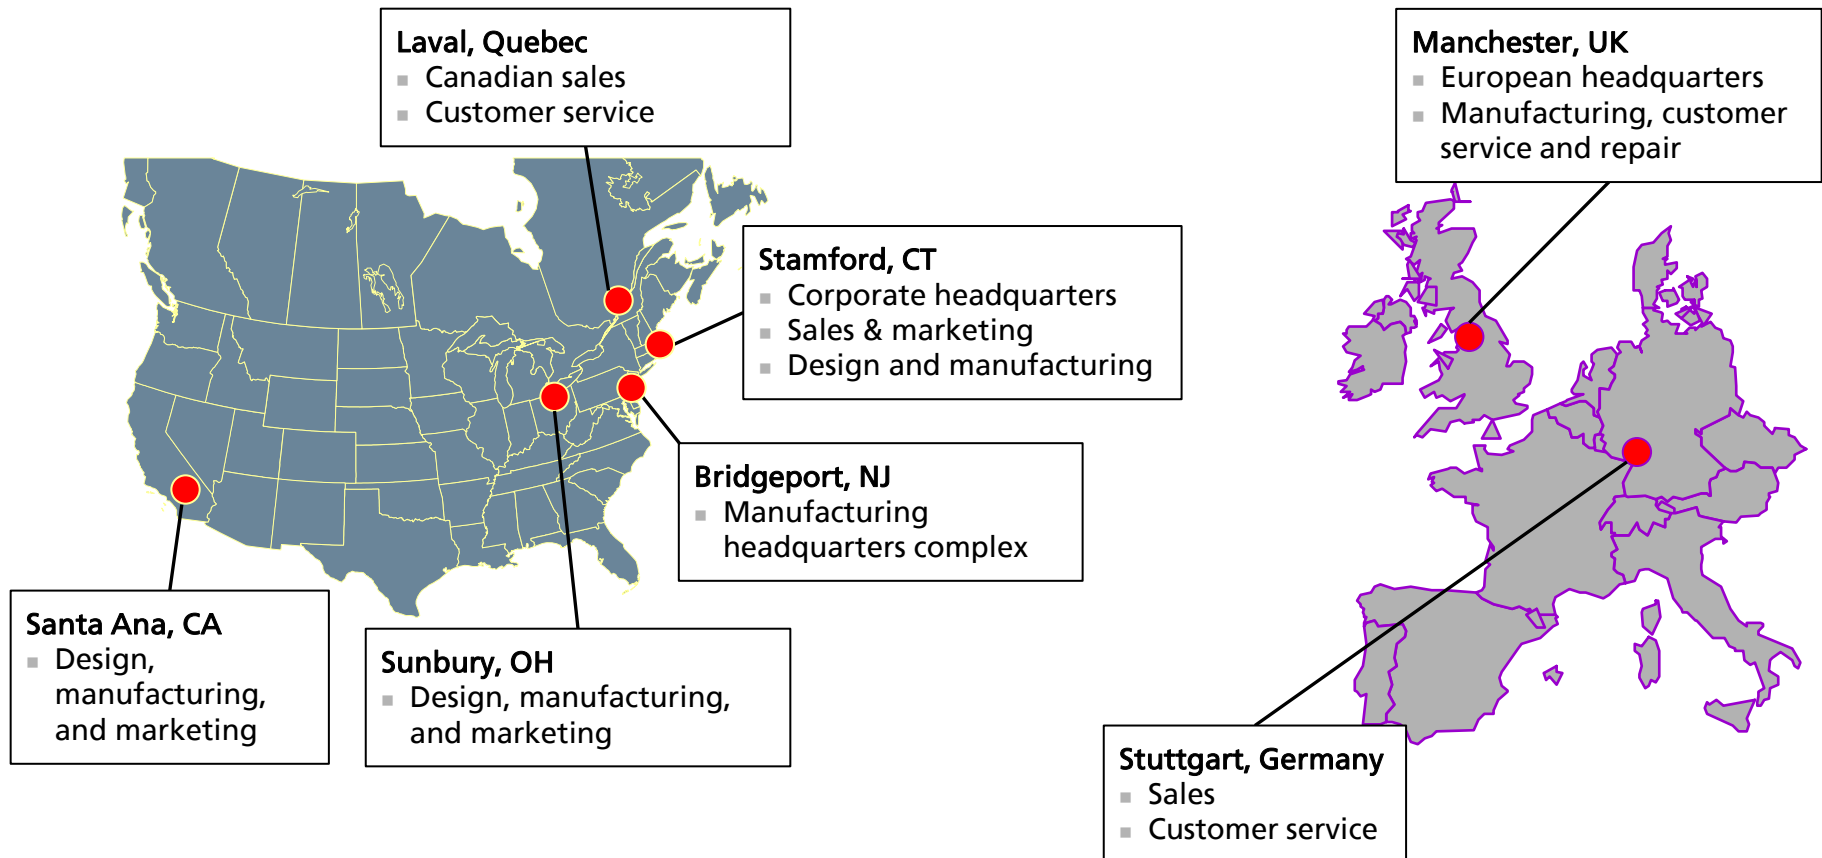 Laval, Quebec
Canadian sales
Customer service
Manchester, UK
European headquarters
Manufacturing, customer
service and repair
Stamford, CT
Corporate headquarters
Sales & marketing
Design and manufacturing
Bridgeport, NJ
Manufacturing
headquarters complex
Santa Ana, CA
Design,
manufacturing,
and marketing
Sunbury, OH
Design, manufacturing,
and marketing
Stuttgart, Germany
Sales
Customer service